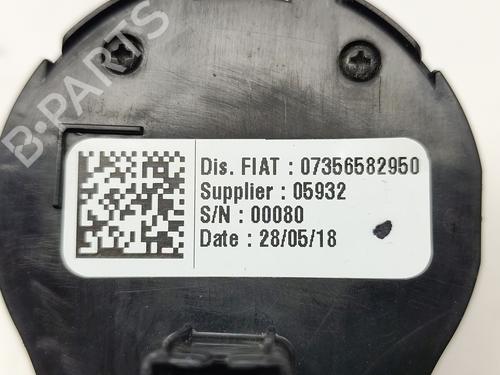 B-PARTS
Dis. FIAT : 07356582950
Supplier : 05932
S/N : 00080
Date : 28/05/18